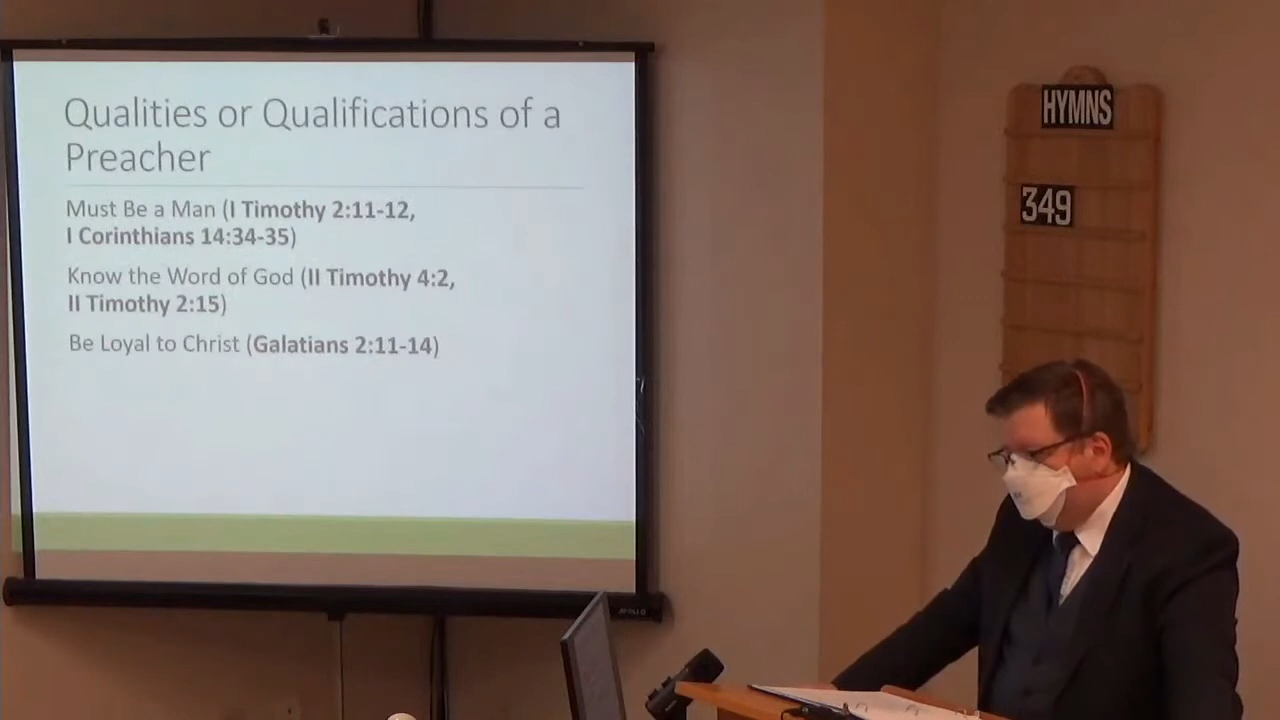 Qualities or Qualifications of a
Preacher
Must Be a Man (I Timothy 2:11-12,
I Corinthians 14:34-35)
Know the Word of God (II Timothy 4:2,
II Timothy 2:15)
Be Loyal to Christ (Galatians 2:11-14)
APOLLO
HYMNS
349